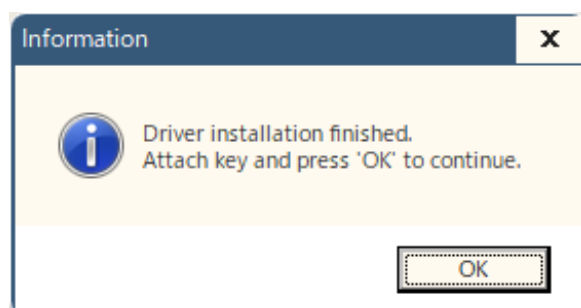 Information
Driver installation finished.
Attach key and press 'OK' to continue.
OK